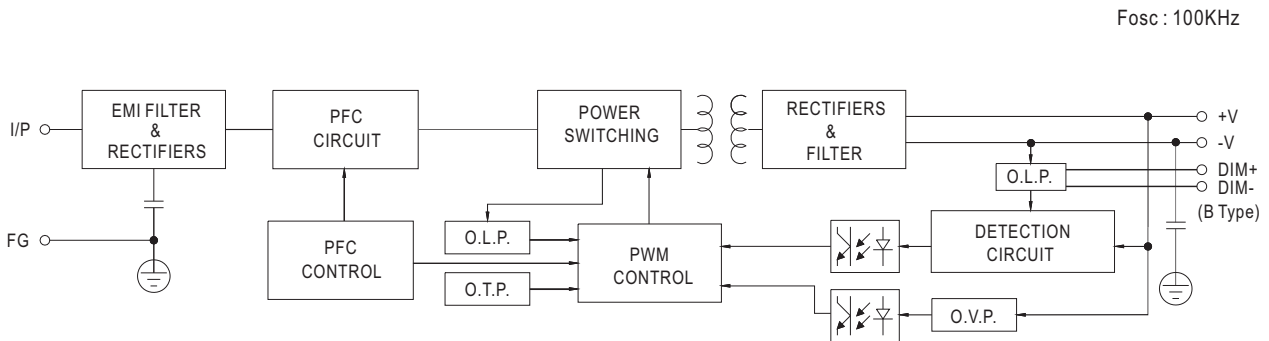 Fosc : 100KHz
I/P
EMI FILTER
&
RECTIFIERS
PFC
CIRCUIT
POWER
SWITCHING
RECTIFIERS
&
FILTER
+V
-V
DIM+
DIM-
(B Type)
O.L.P.
FG
PFC
CONTROL
O.L.P.
O.T.P.
PWM
CONTROL
DETECTION
CIRCUIT
O.V.P.